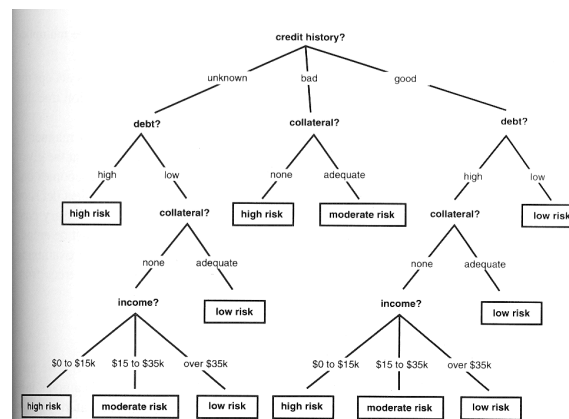 credit history?
unknown bad good
debt? collateral? debt?
high low none adequate high low
high risk collateral? high risk moderate risk collateral? low risk
none adequate none adequate
income? low risk income? low risk
$0 to $15k $15 to $35k over $35k $0 to $15k $15 to $35k over $35k
high risk moderate risk low risk high risk moderate risk low risk